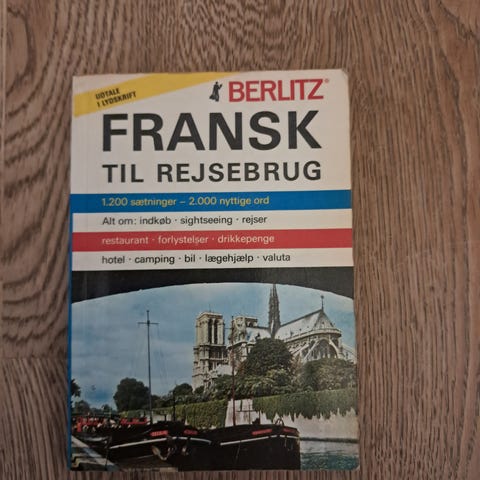 UDTALE
I LYDSKRIFT
BERLITZ®
FRANSK
TIL REJSEBRUG
1.200 sætninger – 2.000 nyttige ord
Alt om: indkøb · sightseeing · rejser
restaurant · forlystelser · drikkepenge
hotel · camping · bil · lægehjælp · valuta